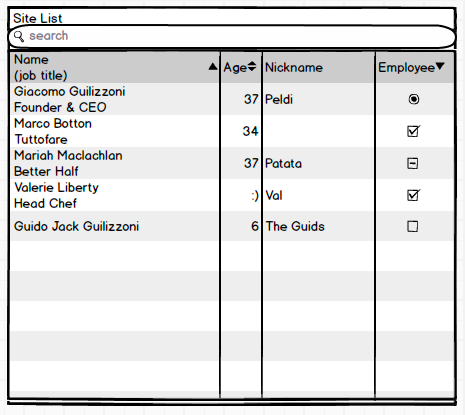 Site List
search
Name
(job title)
Age
Nickname
Employee
Giacomo Guilizzoni
Founder & CEO
37
Peldi
Marco Botton
Tuttofare
34
Mariah Maclachlan
Better Half
37
Patata
Valerie Liberty
Head Chef
:)
Val
Guido Jack Guilizzoni
6
The Guids